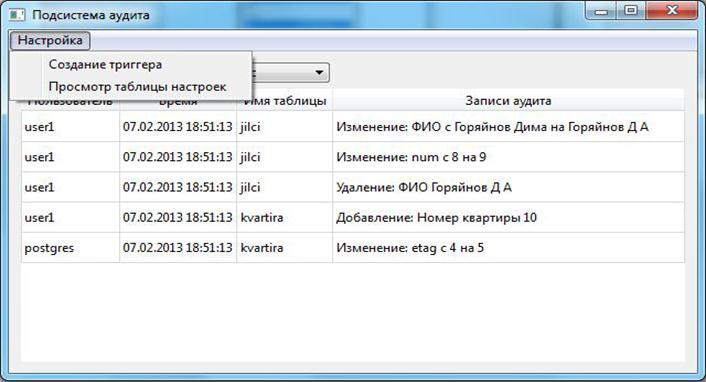 Подсистема аудита
Настройка
Создание триггера
Просмотр таблицы настроек
Пользователь Время Имя таблицы Записи аудита
user1 07.02.2013 18:51:13 jilci Изменение: ФИО с Горяйнов Дима на Горяйнов Д А
user1 07.02.2013 18:51:13 jilci Изменение: num с 8 на 9
user1 07.02.2013 18:51:13 jilci Удаление: ФИО Горяйнов Д А
user1 07.02.2013 18:51:13 kvartira Добавление: Номер квартиры 10
postgres 07.02.2013 18:51:13 kvartira Изменение: etag с 4 на 5